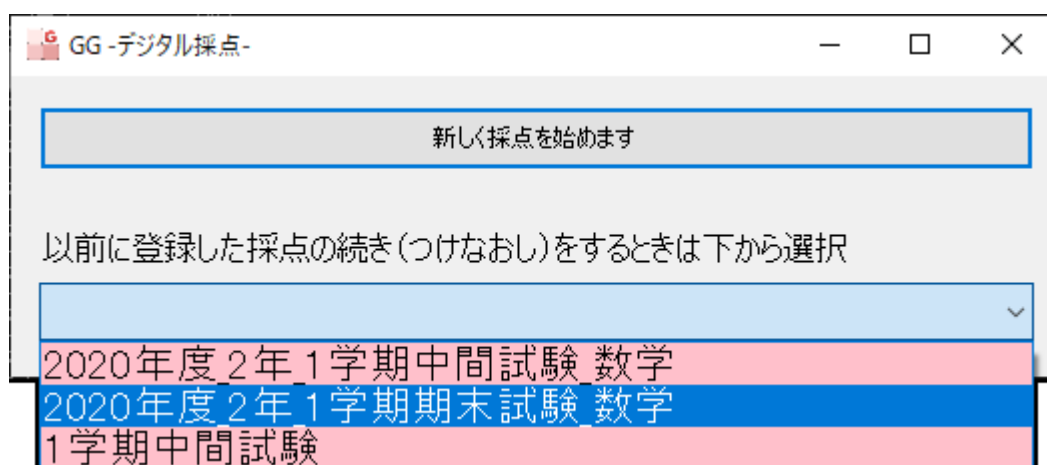 GG -デジタル採点-
新しく採点を始めます
以前に登録した採点の続き(つけなおし)をするときは下から選択
2020年度_2年_1学期中間試験_数学
2020年度_2年_1学期期末試験_数学
1学期中間試験